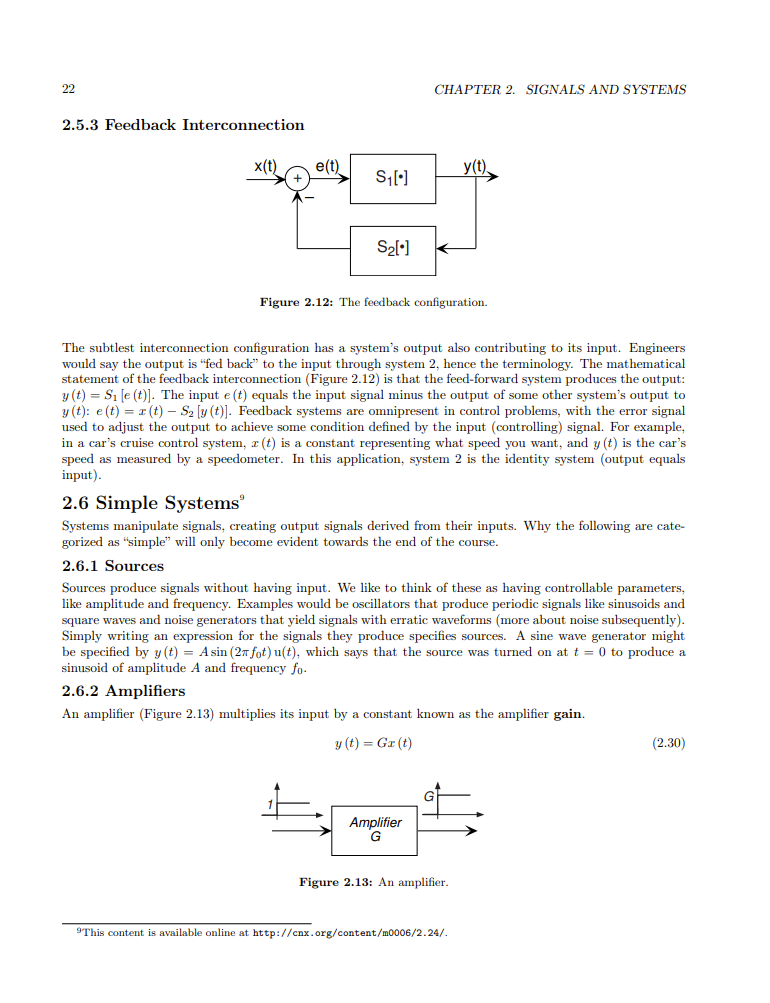 22
CHAPTER 2. SIGNALS AND SYSTEMS
2.5.3 Feedback Interconnection
x(t)
+
e(t)
S1[•]
y(t)
–
S2[•]
Figure 2.12: The feedback configuration.
The subtlest interconnection configuration has a system's output also contributing to its input. Engineers
would say the output is “fed back” to the input through system 2, hence the terminology. The mathematical
statement of the feedback interconnection (Figure 2.12) is that the feed-forward system produces the output:
y (t) = S1 [e (t)]. The input e (t) equals the input signal minus the output of some other system's output to
y (t): e (t) = x (t) − S2 [y (t)]. Feedback systems are omnipresent in control problems, with the error signal
used to adjust the output to achieve some condition defined by the input (controlling) signal. For example,
in a car's cruise control system, x (t) is a constant representing what speed you want, and y (t) is the car's
speed as measured by a speedometer. In this application, system 2 is the identity system (output equals
input).
2.6 Simple Systems⁹
Systems manipulate signals, creating output signals derived from their inputs. Why the following are cate-
gorized as “simple” will only become evident towards the end of the course.
2.6.1 Sources
Sources produce signals without having input. We like to think of these as having controllable parameters,
like amplitude and frequency. Examples would be oscillators that produce periodic signals like sinusoids and
square waves and noise generators that yield signals with erratic waveforms (more about noise subsequently).
Simply writing an expression for the signals they produce specifies sources. A sine wave generator might
be specified by y (t) = A sin (2πf0t) u(t), which says that the source was turned on at t = 0 to produce a
sinusoid of amplitude A and frequency f0.
2.6.2 Amplifiers
An amplifier (Figure 2.13) multiplies its input by a constant known as the amplifier gain.
y (t) = Gx (t) (2.30)
1
Amplifier
G
G
Figure 2.13: An amplifier.
⁹This content is available online at http://cnx.org/content/m0006/2.24/.